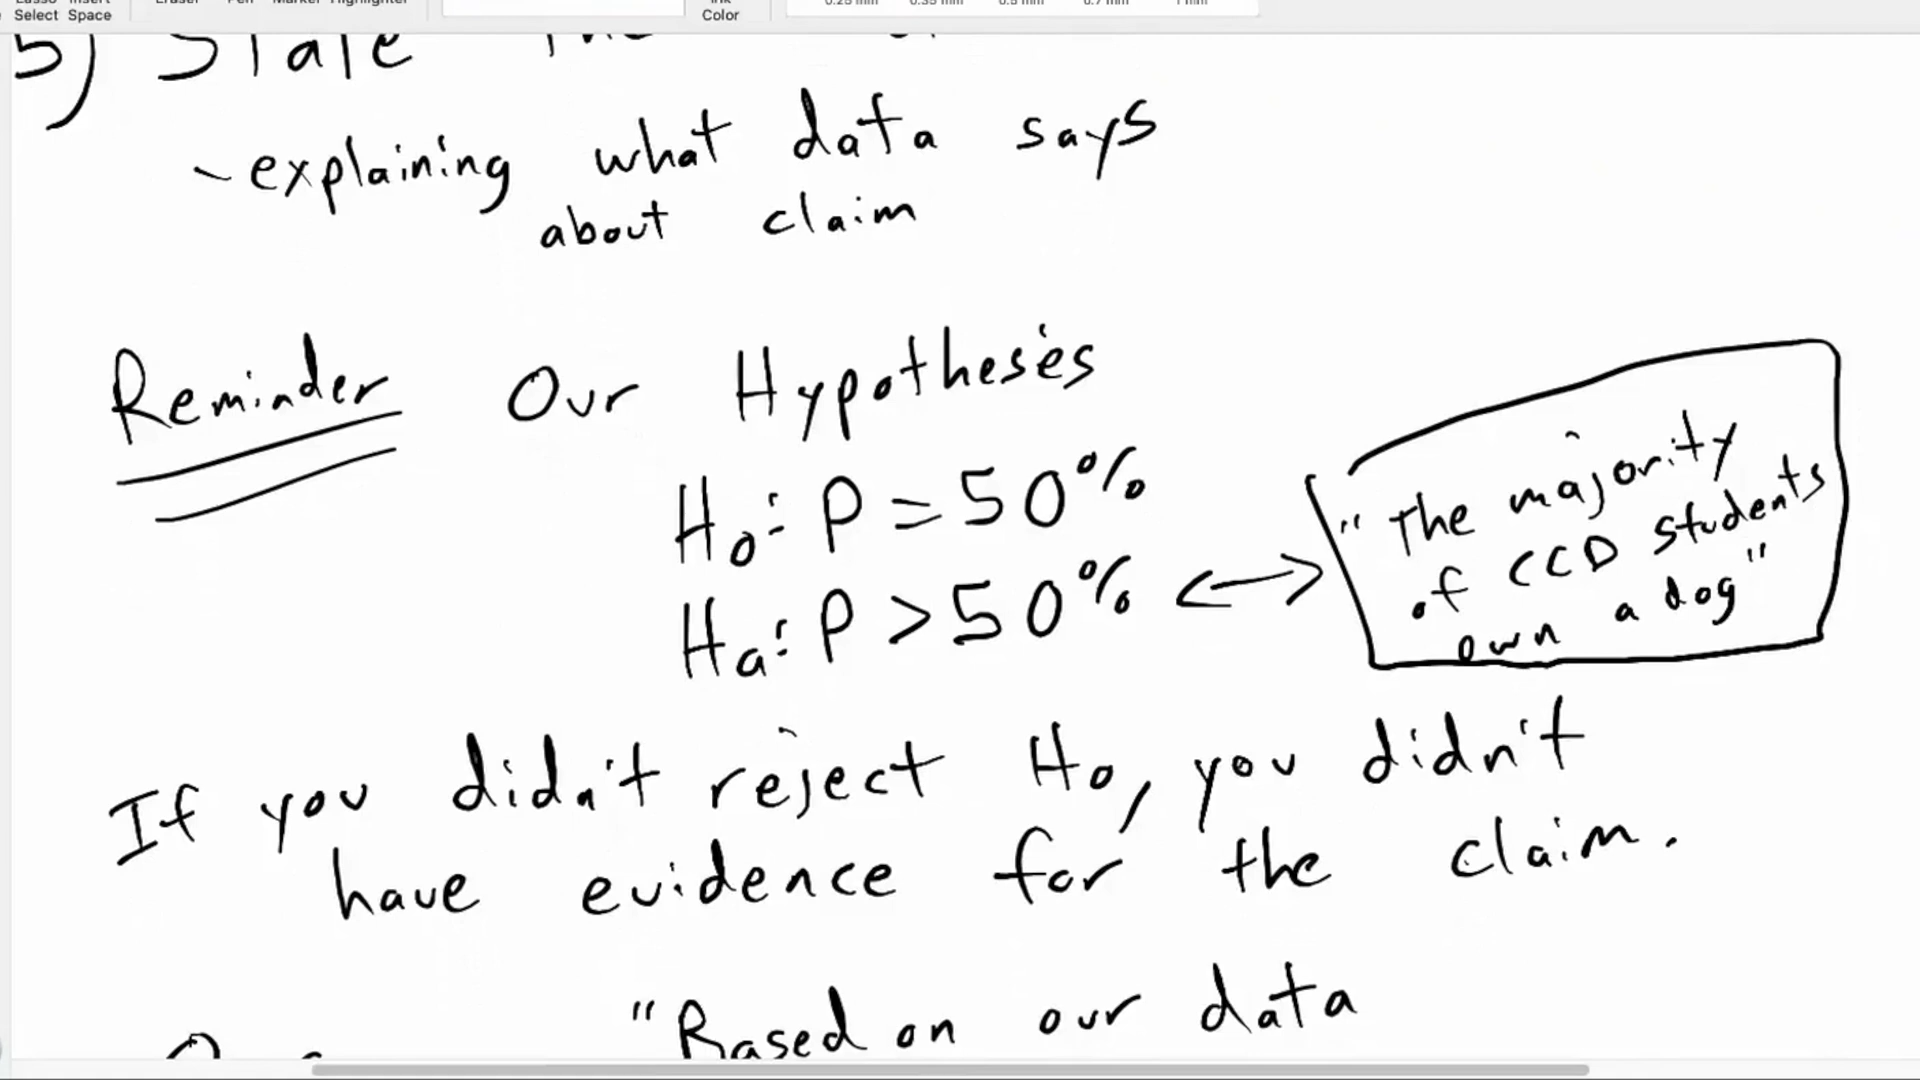 Select Space
Color
5) State
- explaining what data says
about claim
Reminder Our Hypotheses
Ho: P = 50%
Ha: P > 50% <-> "The majority
of CCD students
own a dog"
If you didn't reject Ho, you didn't
have evidence for the claim.
"Based on our data